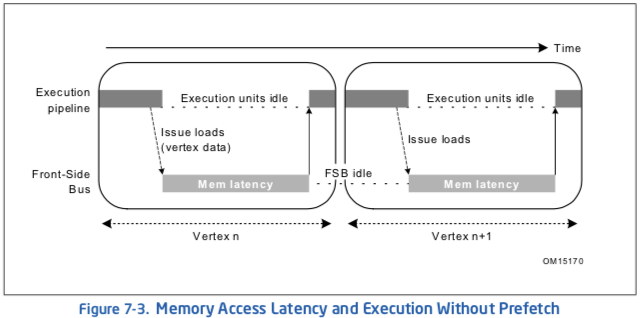 Time
Execution
pipeline
Execution units idle
Execution units idle
Issue loads
(vertex data)
Issue loads
Front-Side
Bus
Mem latency
FSB idle
Mem latency
Vertex n
Vertex n+1
OM15170
Figure 7-3. Memory Access Latency and Execution Without Prefetch